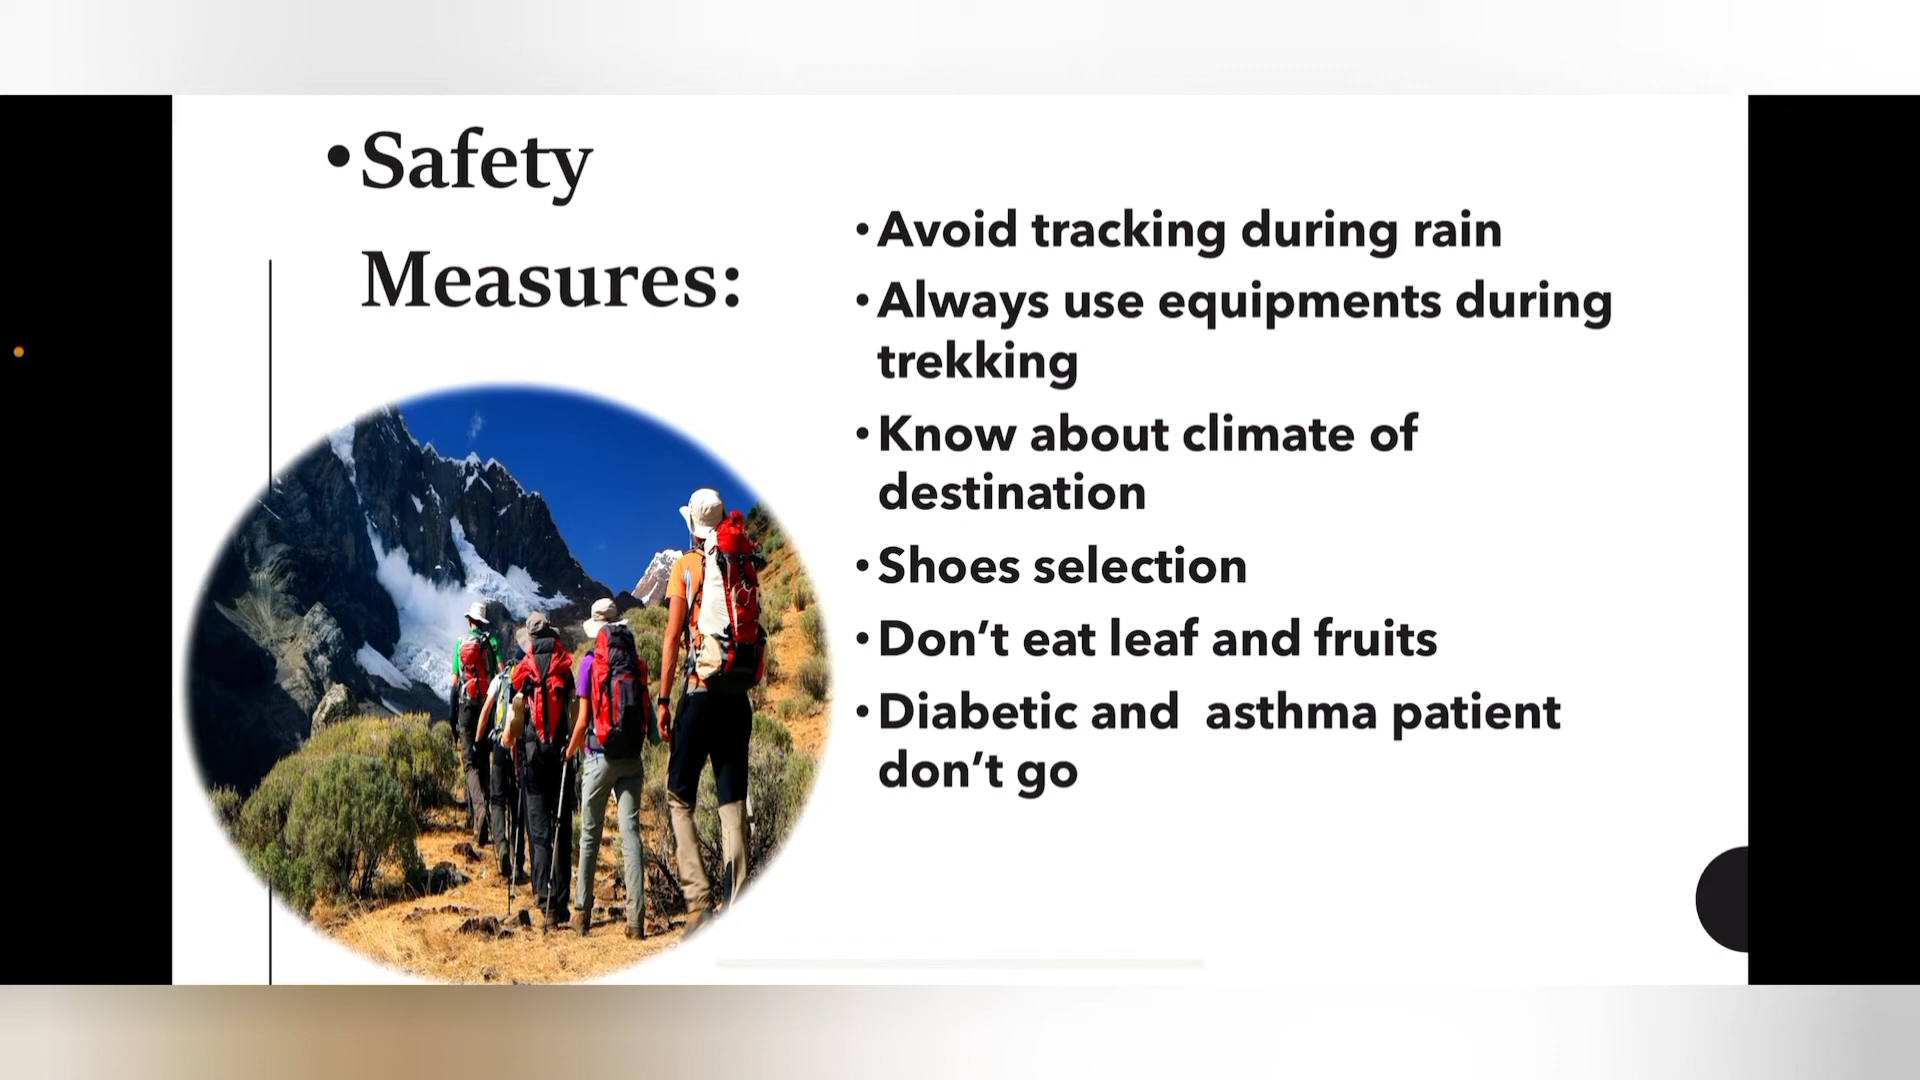 •Safety
Measures:
•Avoid tracking during rain
•Always use equipments during
trekking
•Know about climate of
destination
•Shoes selection
•Don’t eat leaf and fruits
•Diabetic and  asthma patient
don’t go